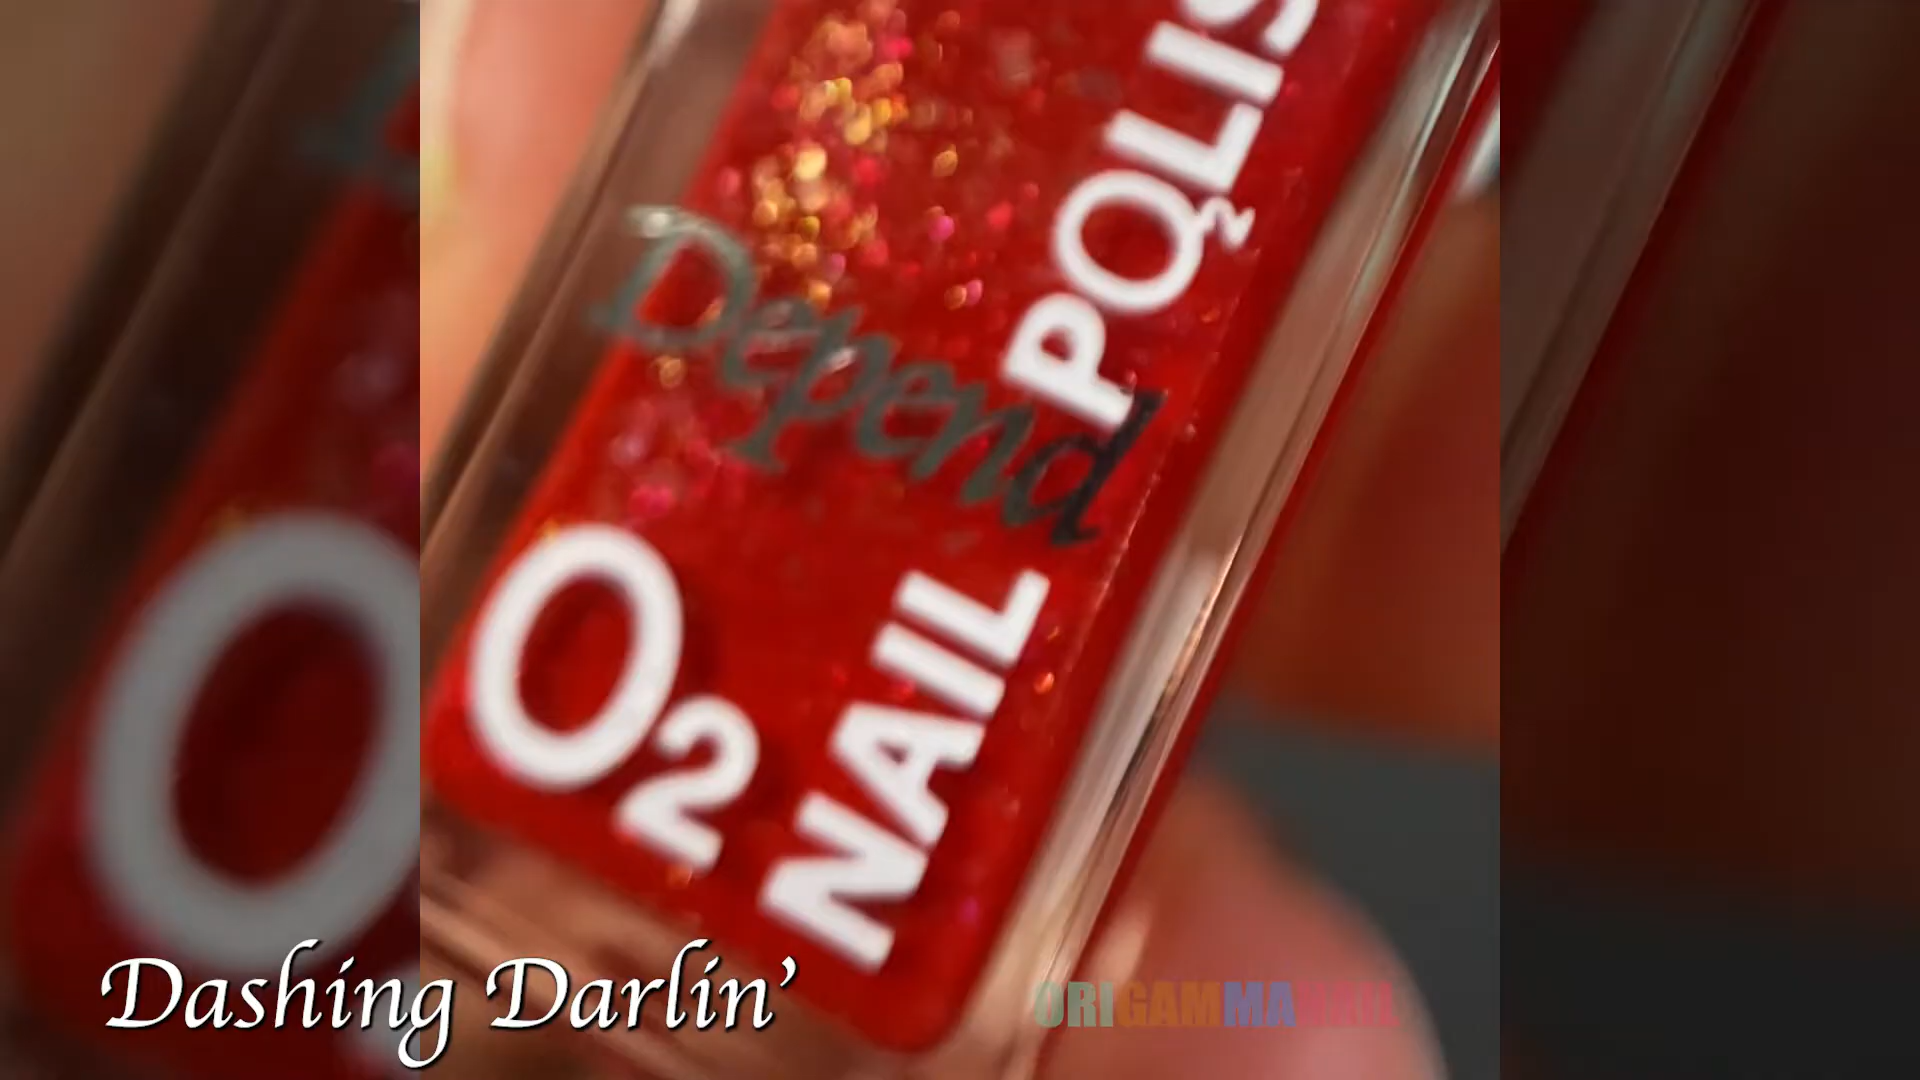 Depend
O2
NAIL POLIS
Dashing Darlin’
ORIGAMMANAIL